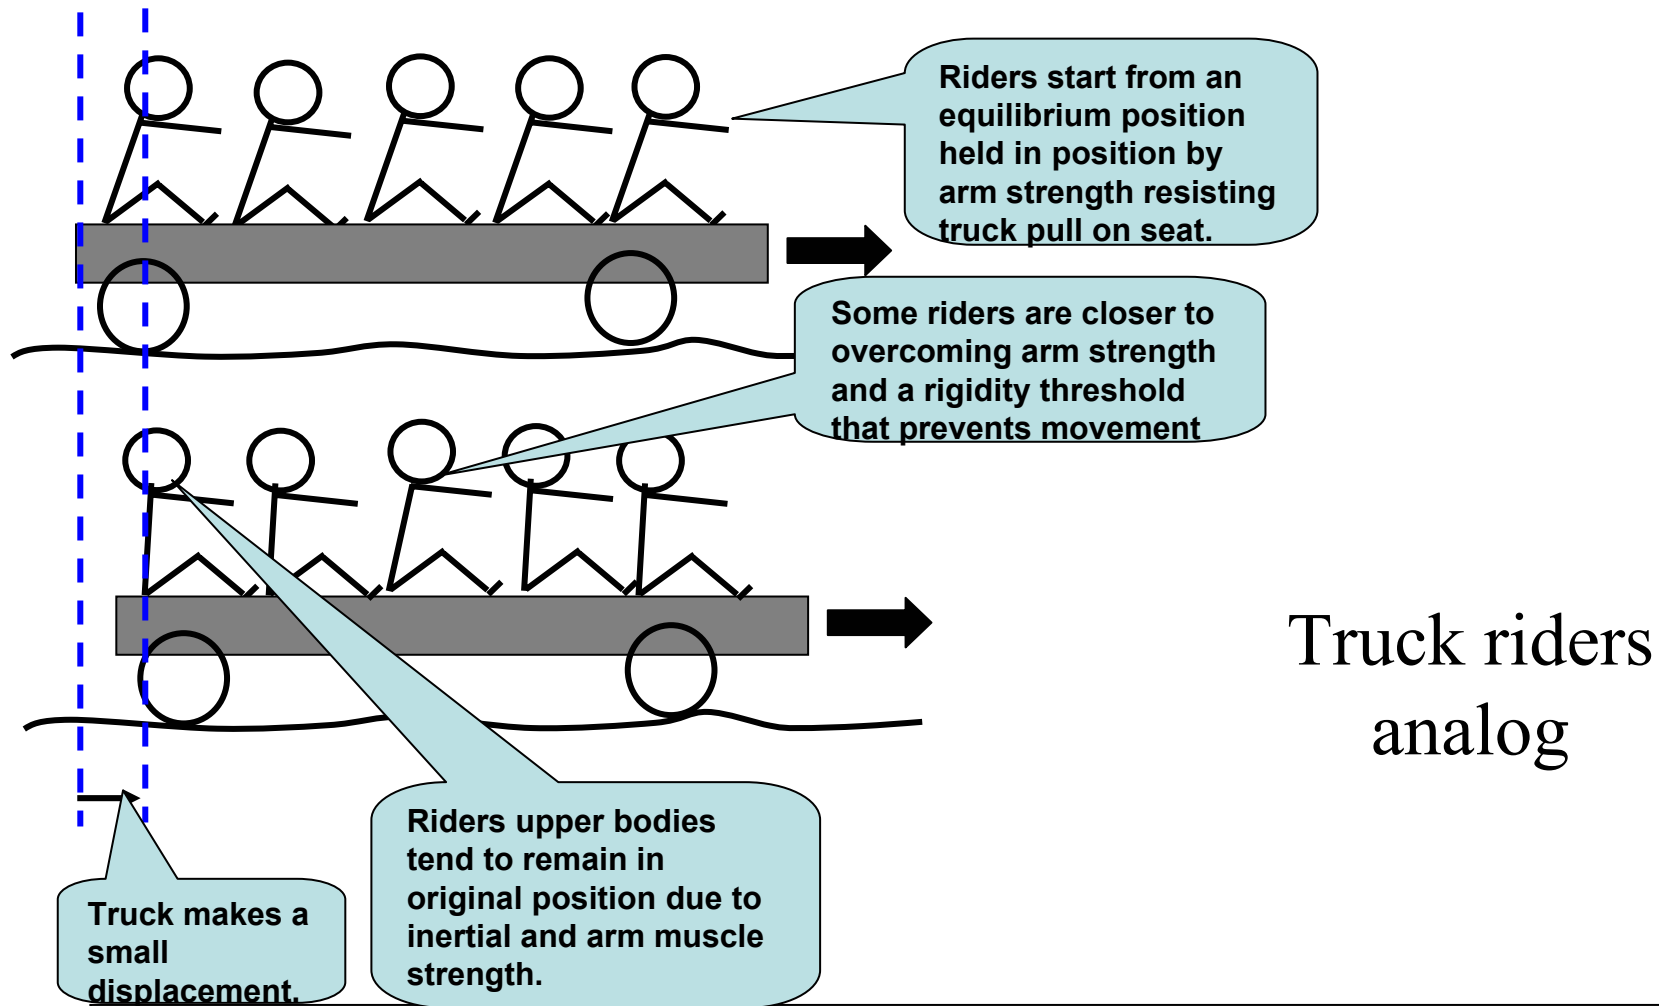 Riders start from an
equilibrium position
held in position by
arm strength resisting
truck pull on seat.
Some riders are closer to
overcoming arm strength
and a rigidity threshold
that prevents movement
Truck riders
analog
Riders upper bodies
tend to remain in
original position due to
inertial and arm muscle
strength.
Truck makes a
small
displacement.